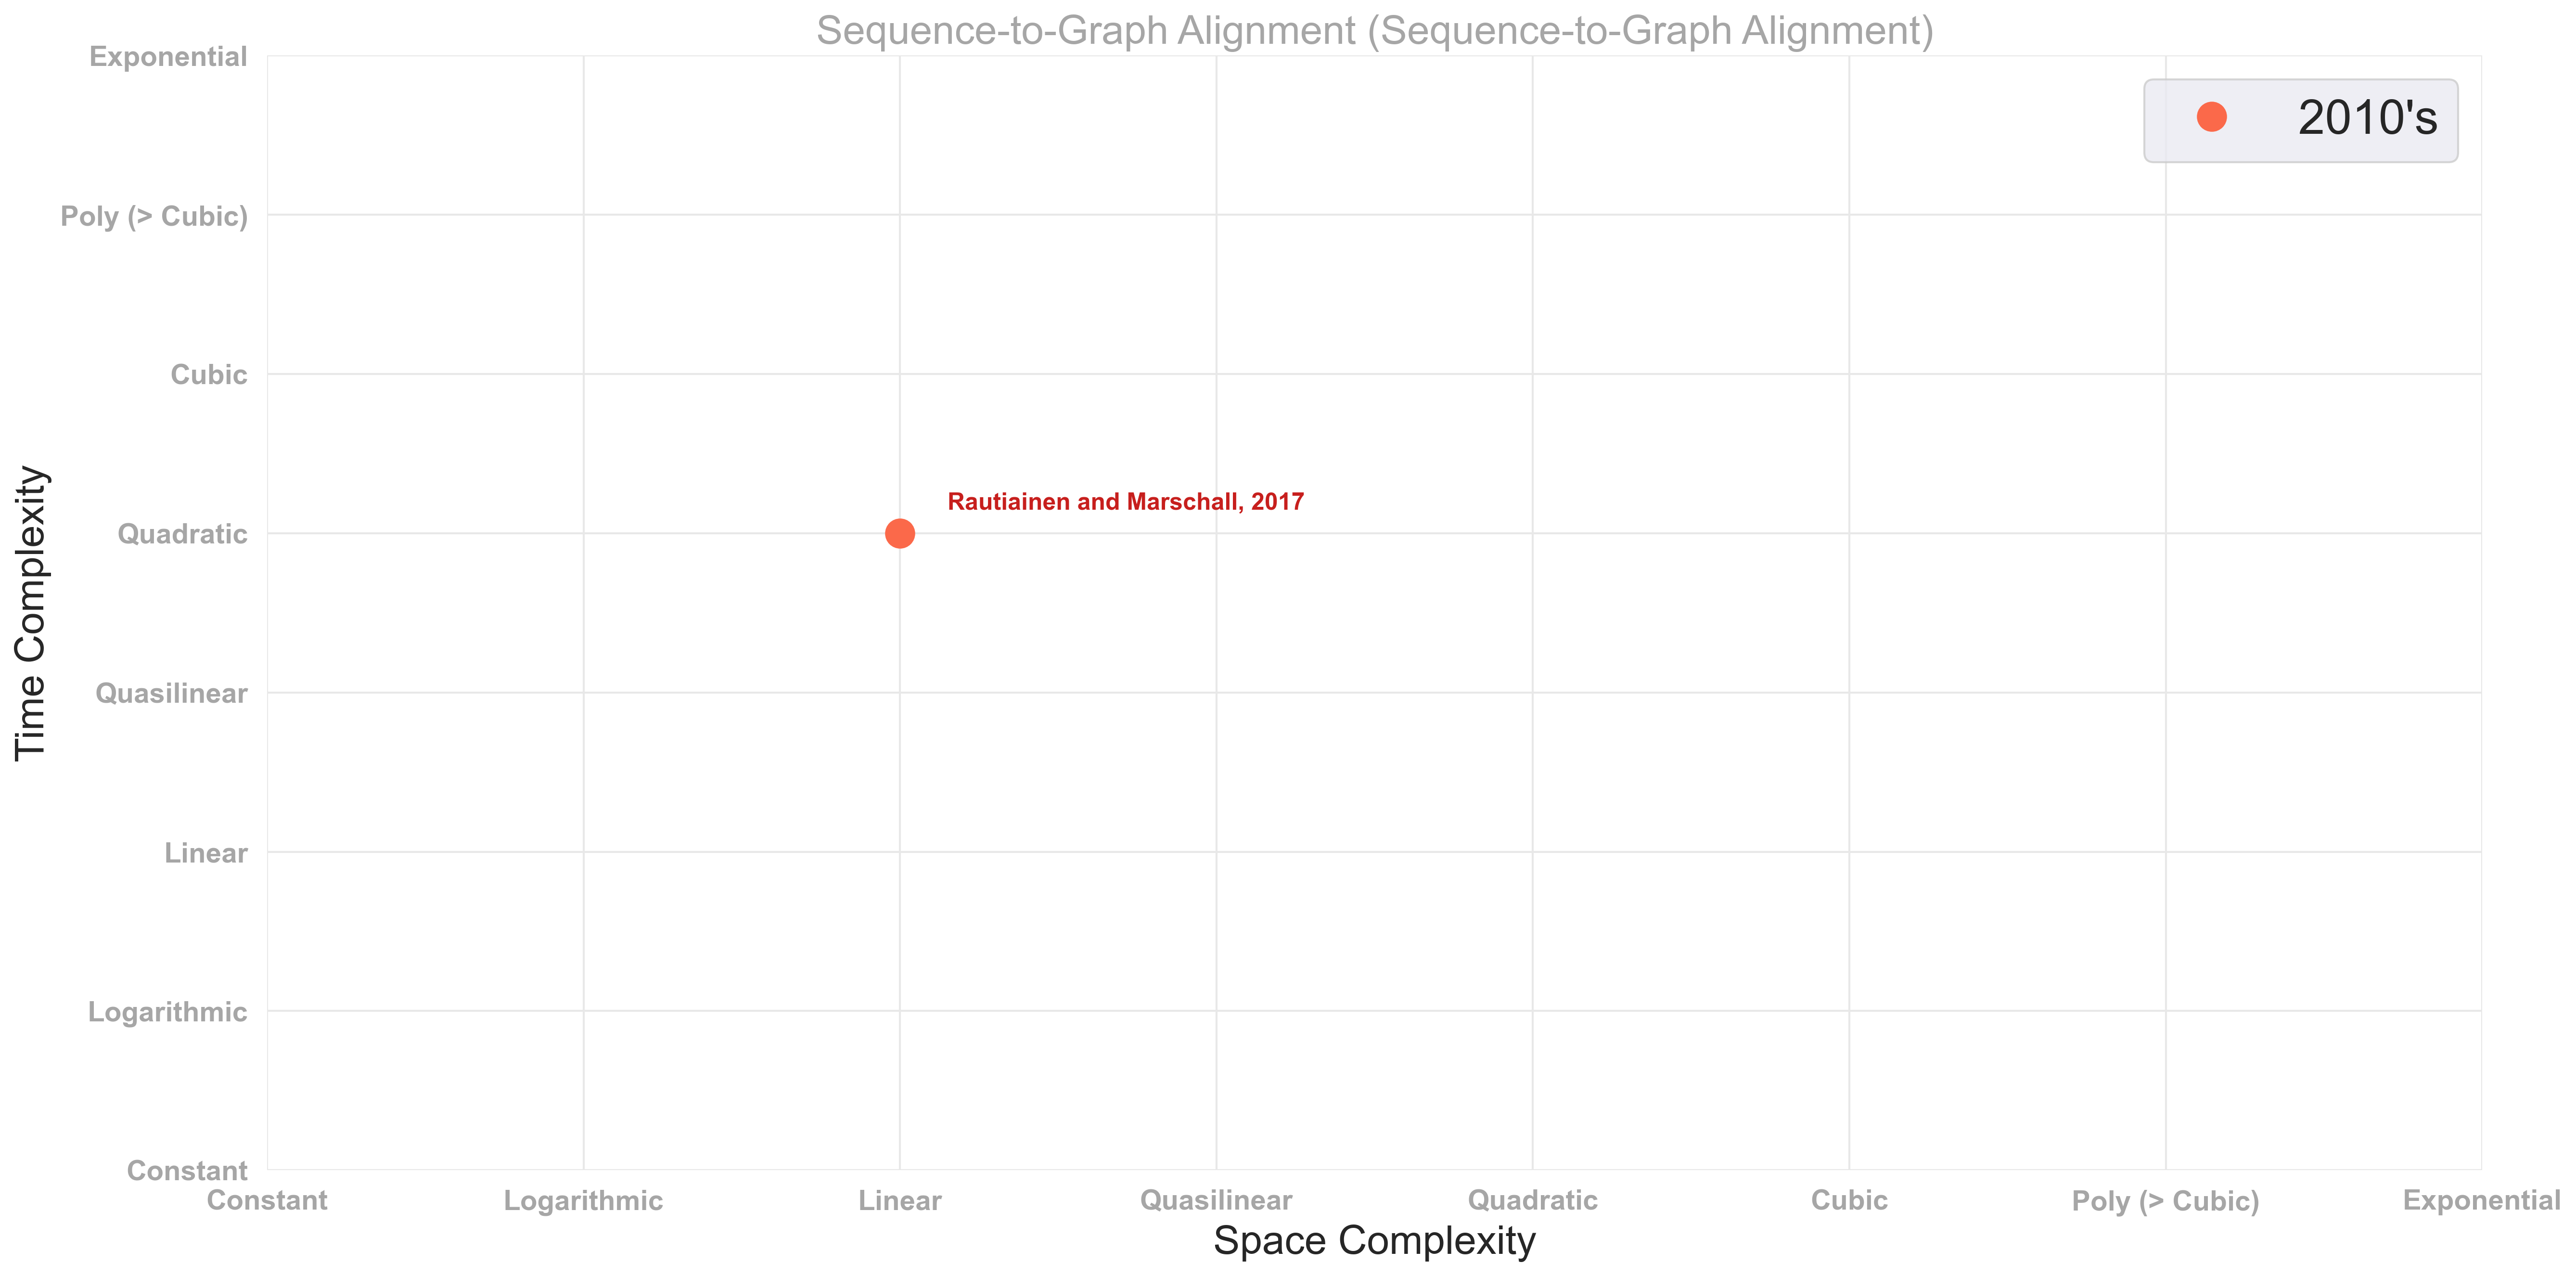 Sequence-to-Graph Alignment (Sequence-to-Graph Alignment)
2010's
Time Complexity
Exponential
Poly (> Cubic)
Cubic
Quadratic
Quasilinear
Linear
Logarithmic
Constant
Rautiainen and Marschall, 2017
Constant
Logarithmic
Linear
Quasilinear
Quadratic
Cubic
Poly (> Cubic)
Exponential
Space Complexity